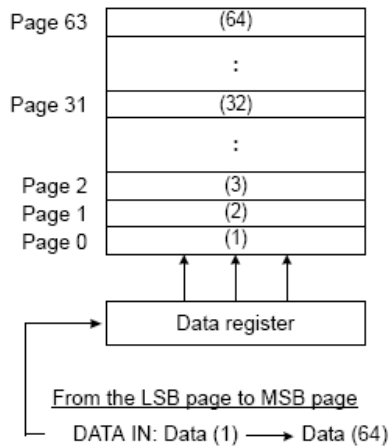 Page 63 (64)
:
Page 31 (32)
:
Page 2 (3)
Page 1 (2)
Page 0 (1)
Data register
From the LSB page to MSB page
DATA IN: Data (1) → Data (64)